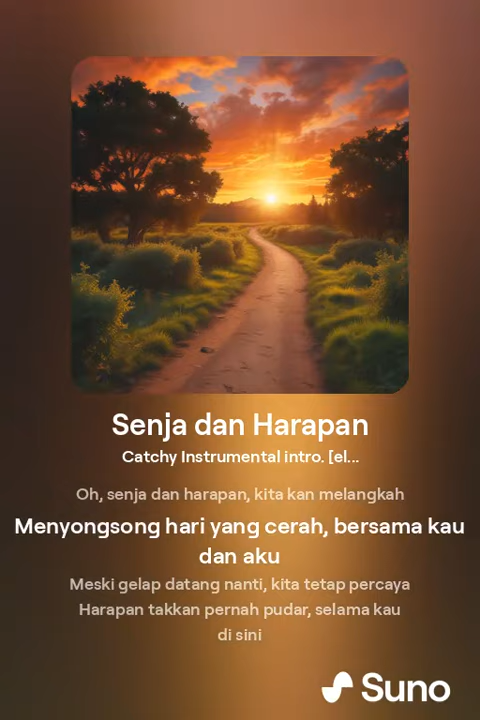 Senja dan Harapan
Catchy Instrumental intro. [el...
Oh, senja dan harapan, kita kan melangkah
Menyongsong hari yang cerah, bersama kau
dan aku
Meski gelap datang nanti, kita tetap percaya
Harapan takkan pernah pudar, selama kau
di sini
Suno